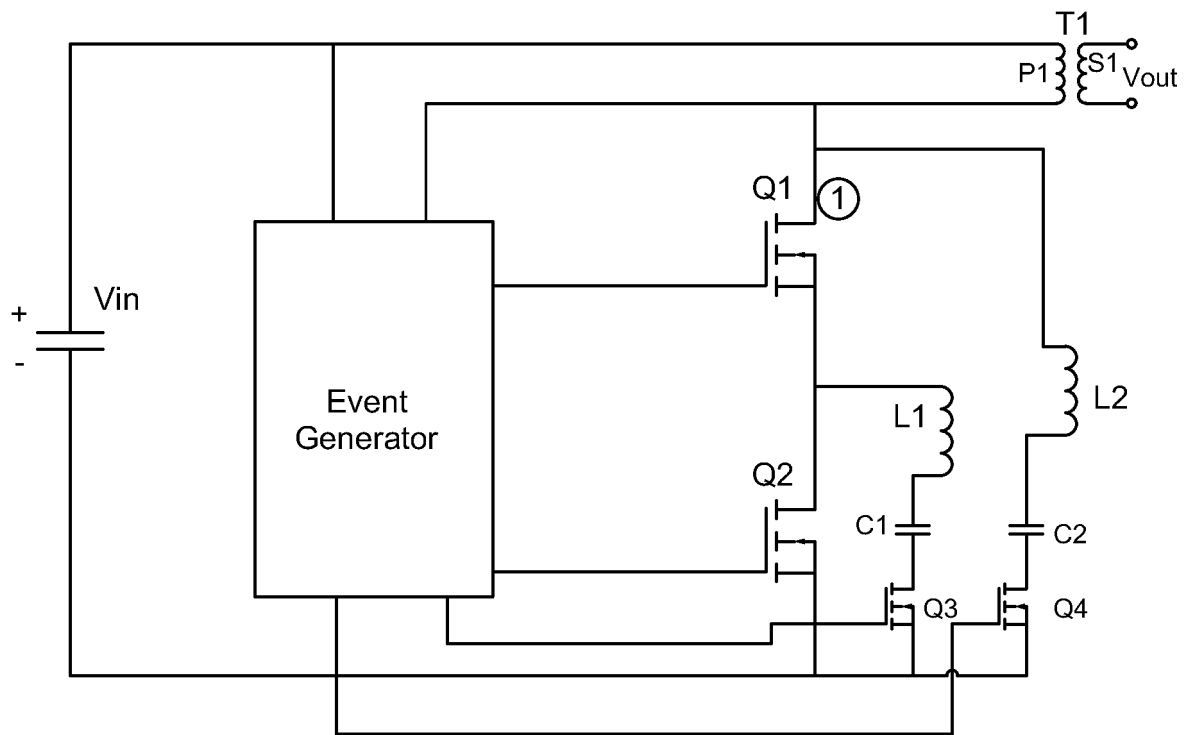 T1
P1
S1
Vout
Q1
1
+
Vin
-
Event
Generator
L1
L2
Q2
C1
C2
Q3
Q4